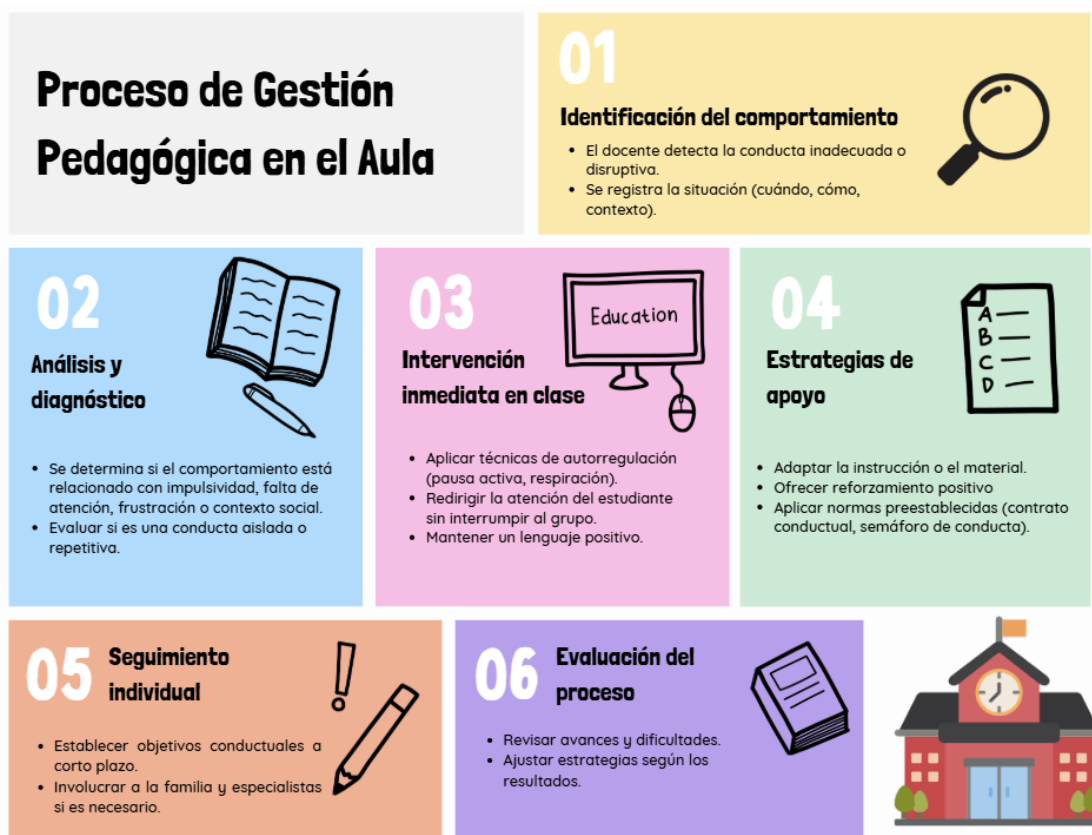 Proceso de Gestión
Pedagógica en el Aula
01
Identificación del comportamiento
• El docente detecta la conducta inadecuada o
disruptiva.
• Se registra la situación (cuándo, cómo,
contexto).
02
Análisis y
diagnóstico
• Se determina si el comportamiento está
relacionado con impulsividad, falta de
atención, frustración o contexto social.
• Evaluar si es una conducta aislada o
repetitiva.
03
Education
Intervención
inmediata en clase
• Aplicar técnicas de autorregulación
(pausa activa, respiración).
• Redirigir la atención del estudiante
sin interrumpir al grupo.
• Mantener un lenguaje positivo.
04
A
B
C
D
Estrategias de
apoyo
• Adaptar la instrucción o el material.
• Ofrecer reforzamiento positivo
• Aplicar normas preestablecidas (contrato
conductual, semáforo de conducta).
05
Seguimiento
individual
• Establecer objetivos conductuales a
corto plazo.
• Involucrar a la familia y especialistas
si es necesario.
06
Evaluación del
proceso
• Revisar avances y dificultades.
• Ajustar estrategias según los
resultados.